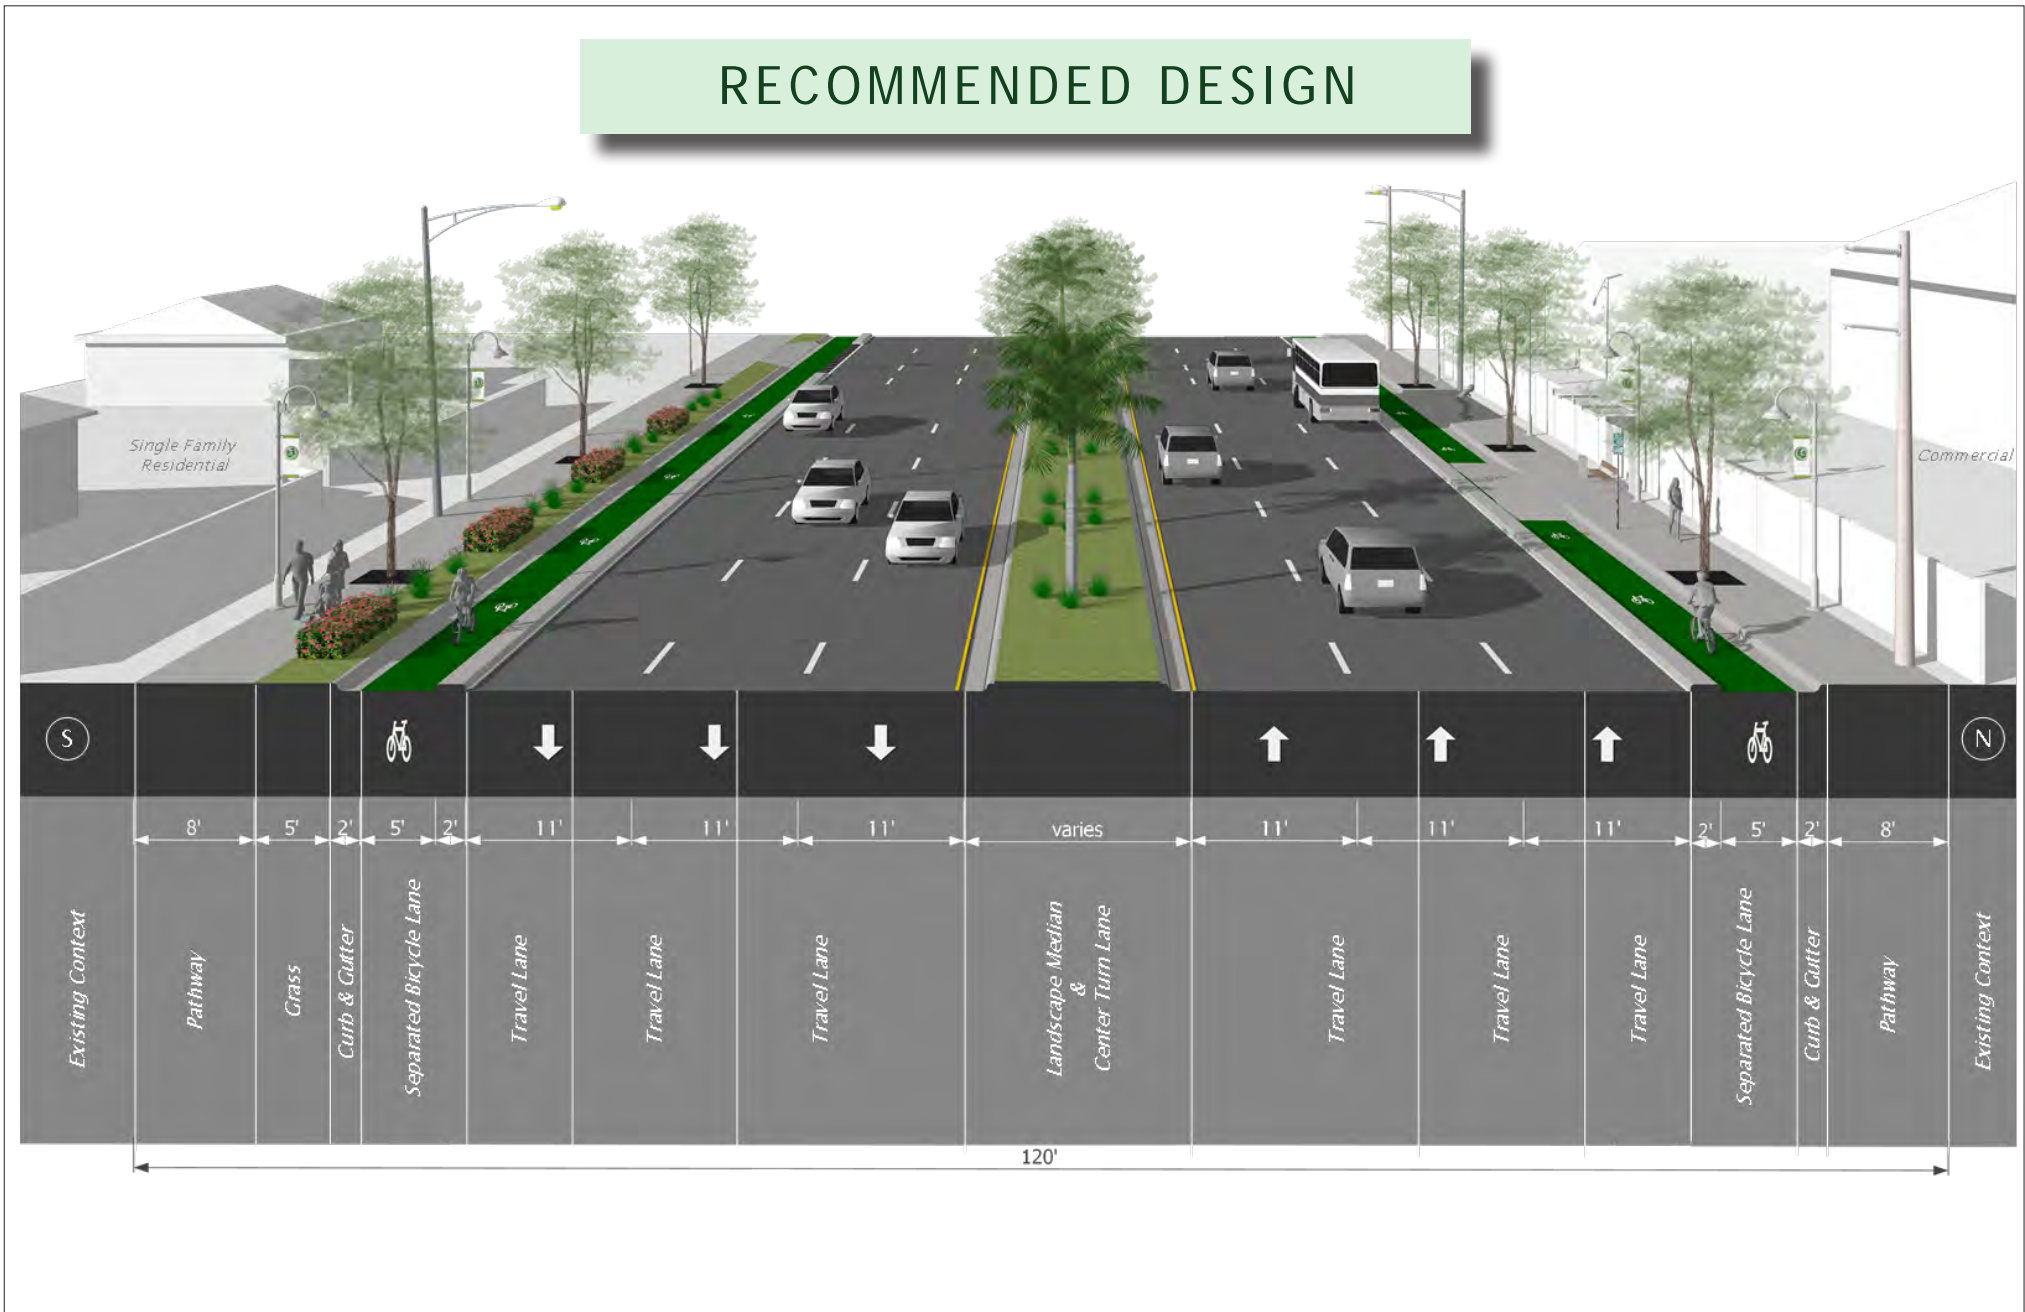 RECOMMENDED DESIGN
Single Family
Residential
Commercial
S
N
8'
5'
2'
5'
2'
11'
11'
11'
varies
11'
11'
11'
2'
5'
2'
8'
Existing Context
Pathway
Grass
Curb & Gutter
Separated Bicycle Lane
Travel Lane
Travel Lane
Travel Lane
Landscape Median
&
Center Turn Lane
Travel Lane
Travel Lane
Travel Lane
Separated Bicycle Lane
Curb & Gutter
Pathway
Existing Context
120'